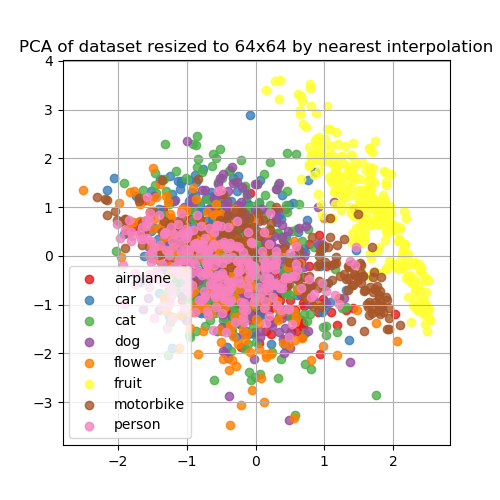 PCA of dataset resized to 64x64 by nearest interpolation
4
3
2
1
0
−1
−2
−3
airplane
car
cat
dog
flower
fruit
motorbike
person
−2 −1 0 1 2